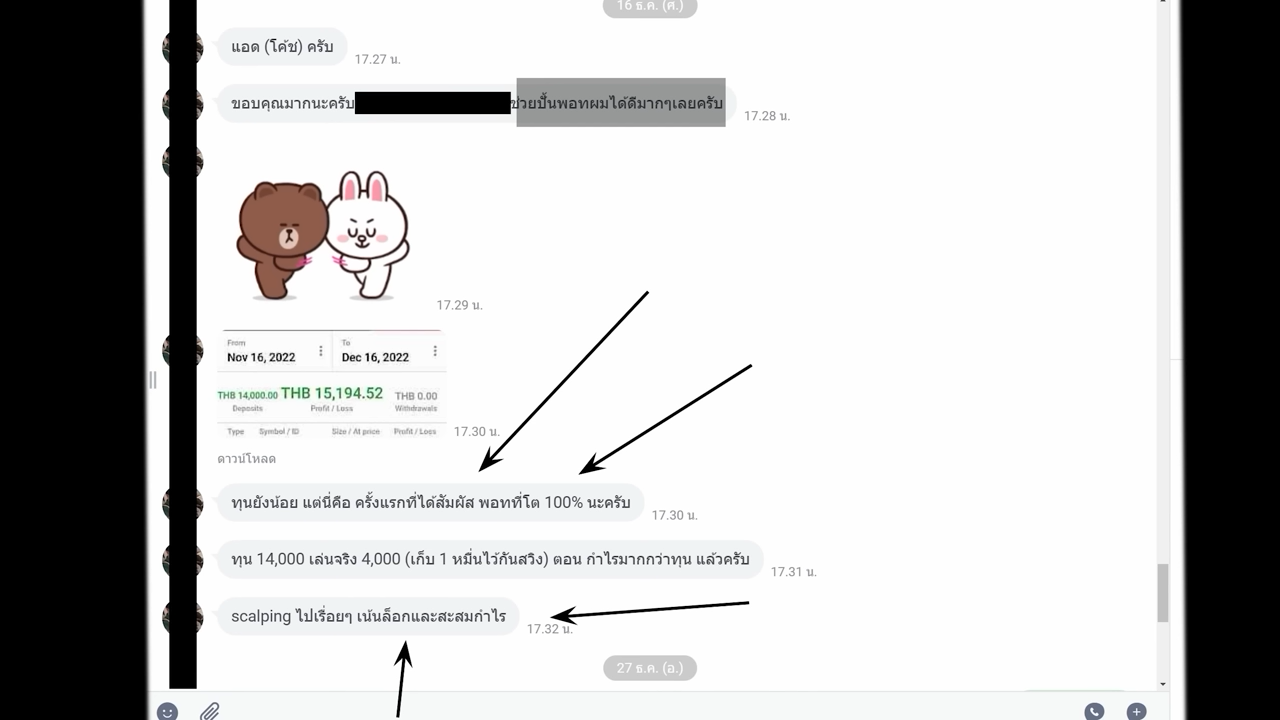 16 ธ.ค. (ศ.)
แอด (โค้ช) ครับ
17.27 น.
ขอบคุณมากนะครับ ช่วยปั้นพอทผมได้ดีมากๆเลยครับ
17.28 น.
17.29 น.
From To
Nov 16, 2022 Dec 16, 2022
THB 14,000.00 THB 15,194.52 THB 0.00
Deposits Profit / Loss Withdrawals
Type Symbol / ID Size / At price Profit / Loss
17.30 น.
ดาวน์โหลด
ทุนยังน้อย แต่นี่คือ ครั้งแรกที่ได้สัมผัส พอทที่โต 100% นะครับ
17.30 น.
ทุน 14,000 เล่นจริง 4,000 (เก็บ 1 หมื่นไว้กันสวิง) ตอน กำไรมากกว่าทุน แล้วครับ
17.31 น.
scalping ไปเรื่อยๆ เน้นล็อกและสะสมกำไร
17.32 น.
27 ธ.ค. (อ.)